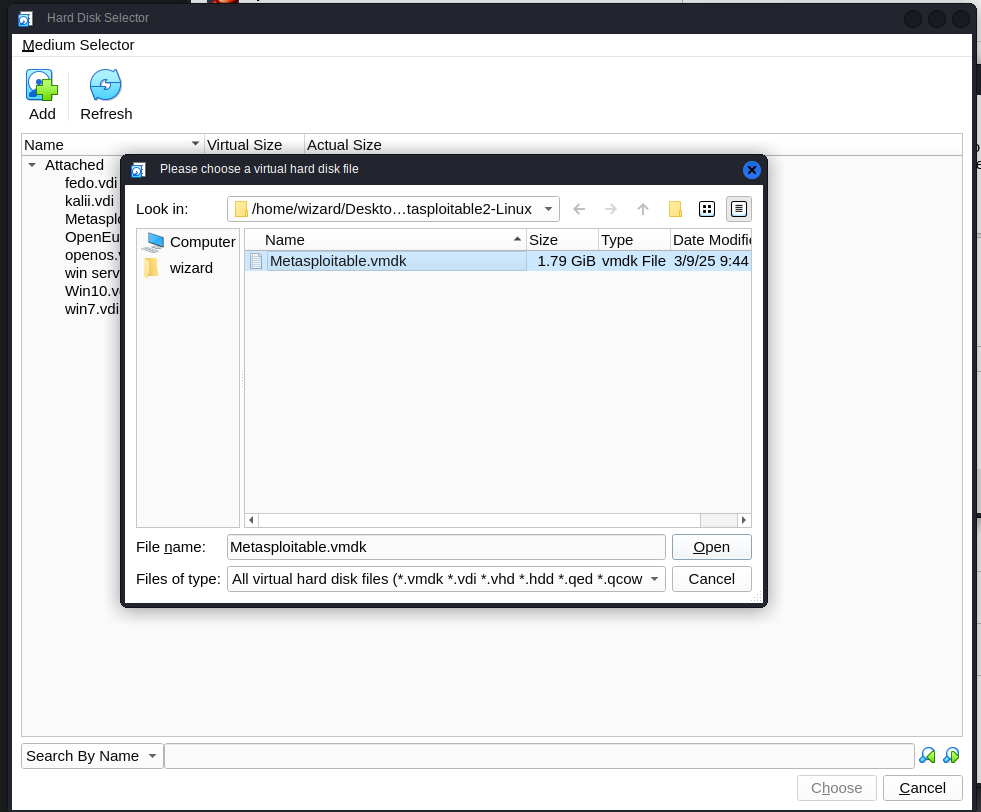 Hard Disk Selector
Medium Selector
Add
Refresh
Name Virtual Size Actual Size
Attached
fedo.vdi
kalii.vdi
Metasplo
OpenEu
openos.
win serv
Win10.v
win7.vdi
Please choose a virtual hard disk file
Look in: /home/wizard/Deskto…tasploitable2-Linux
Computer
wizard
Name Size Type Date Modifie
Metasploitable.vmdk 1.79 GiB vmdk File 3/9/25 9:44
File name: Metasploitable.vmdk Open
Files of type: All virtual hard disk files (*.vmdk *.vdi *.vhd *.hdd *.qed *.qcow Cancel
Search By Name
Choose Cancel